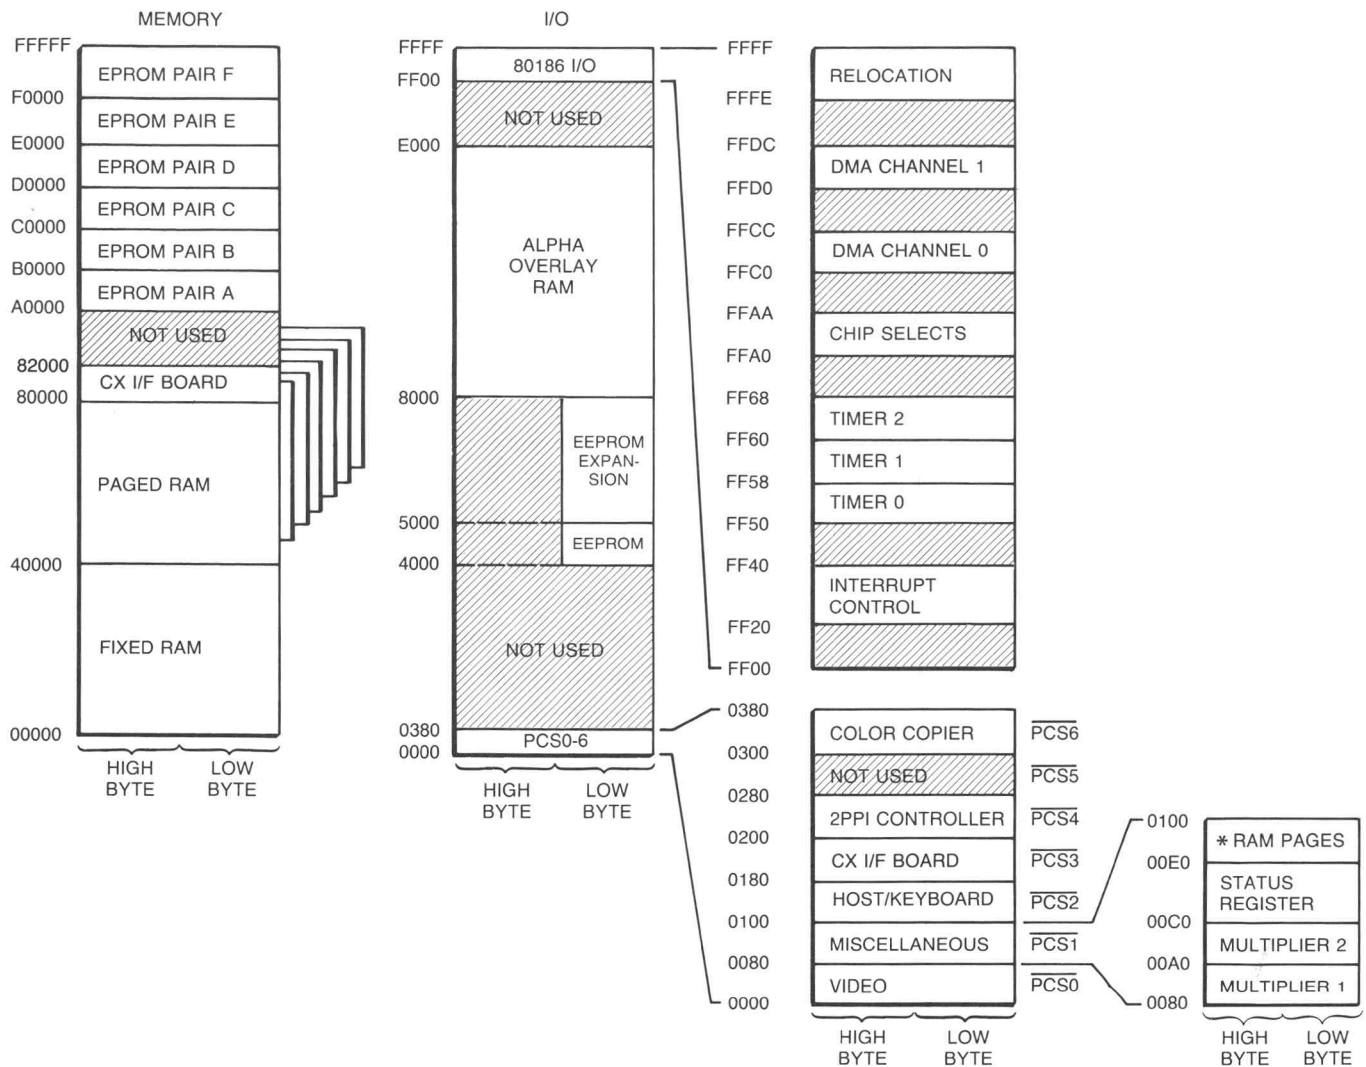 MEMORY
FFFFF
EPROM PAIR F
F0000
EPROM PAIR E
E0000
EPROM PAIR D
D0000
EPROM PAIR C
C0000
EPROM PAIR B
B0000
EPROM PAIR A
A0000
NOT USED
82000
CX I/F BOARD
80000
PAGED RAM
40000
FIXED RAM
00000
HIGH
BYTE
LOW
BYTE
I/O
FFFF
80186 I/O
FF00
NOT USED
E000
ALPHA
OVERLAY
RAM
8000
EEPROM
EXPAN-
SION
5000
EEPROM
4000
NOT USED
0380
PCS0-6
0000
HIGH
BYTE
LOW
BYTE
FFFF
RELOCATION
FFFE
FFDC
DMA CHANNEL 1
FFD0
FFCC
DMA CHANNEL 0
FFC0
FFAA
CHIP SELECTS
FFA0
FF68
TIMER 2
FF60
TIMER 1
FF58
TIMER 0
FF50
FF40
INTERRUPT
CONTROL
FF20
FF00
0380
COLOR COPIER
PCS6
0300
NOT USED
PCS5
0280
2PPI CONTROLLER
PCS4
0200
CX I/F BOARD
PCS3
0180
HOST/KEYBOARD
PCS2
0100
MISCELLANEOUS
PCS1
0080
VIDEO
PCS0
0000
HIGH
BYTE
LOW
BYTE
0100
* RAM PAGES
00E0
STATUS
REGISTER
00C0
MULTIPLIER 2
00A0
MULTIPLIER 1
0080
HIGH
BYTE
LOW
BYTE